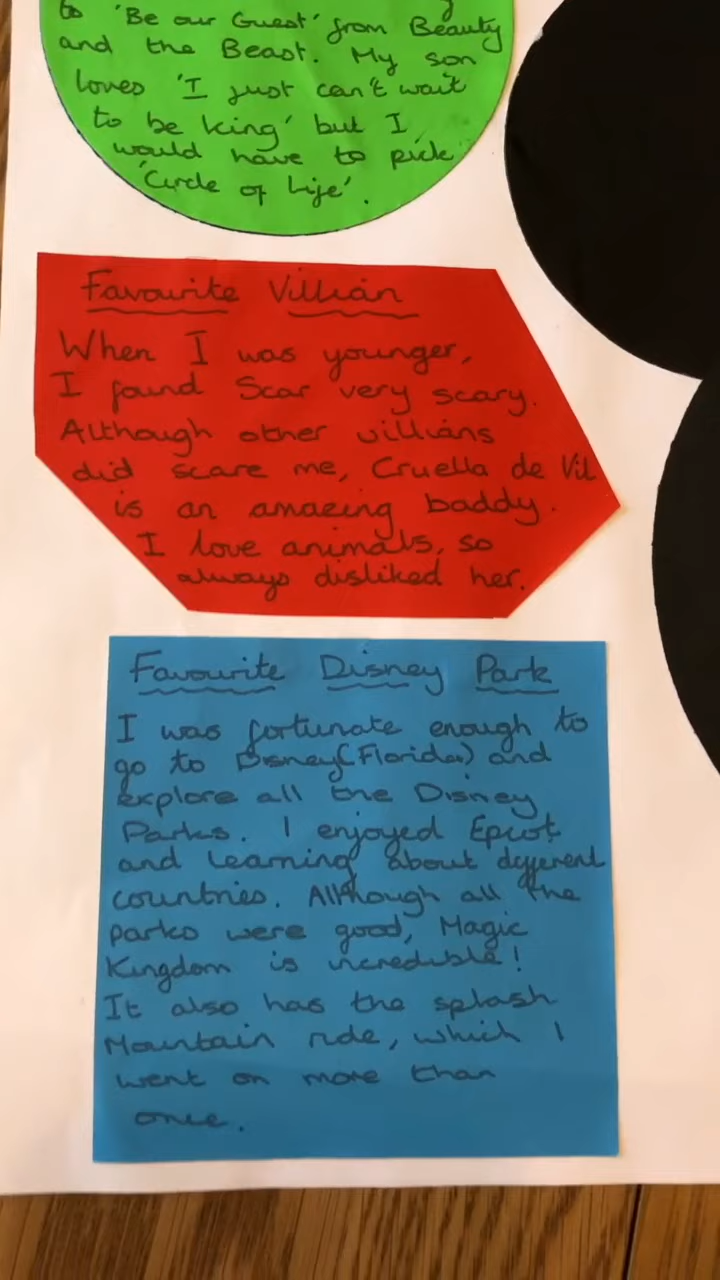 to 'Be our Guest' from Beauty
and the Beast. My son
loves 'I just can't wait
to be king' but I
would have to pick
'Circle of Life'.
Favourite Villián
When I was younger,
I found Scar very scary.
Although other villiáns
did scare me, Cruella de Vil
is an amazing baddy.
I love animals, so
always disliked her.
Favourite Disney Park
I was fortunate enough to
go to Disney(Florida) and
explore all the Disney
Parks. I enjoyed Epcot
and learning about different
countries. Although all the
parks were good, Magic
Kingdom is incredible!
It also has the splash
Mountain ride, which I
went on more than
once.